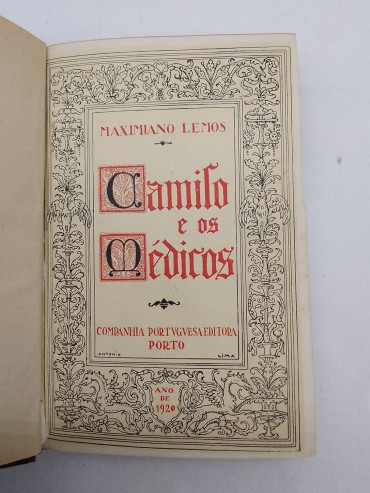 MAXIMIANO LEMOS
Camilo
e os
Médicos
COMPANHIA PORTVGVESA EDITORA
PORTO
ANTONIO LIMA
ANO
DE
1920